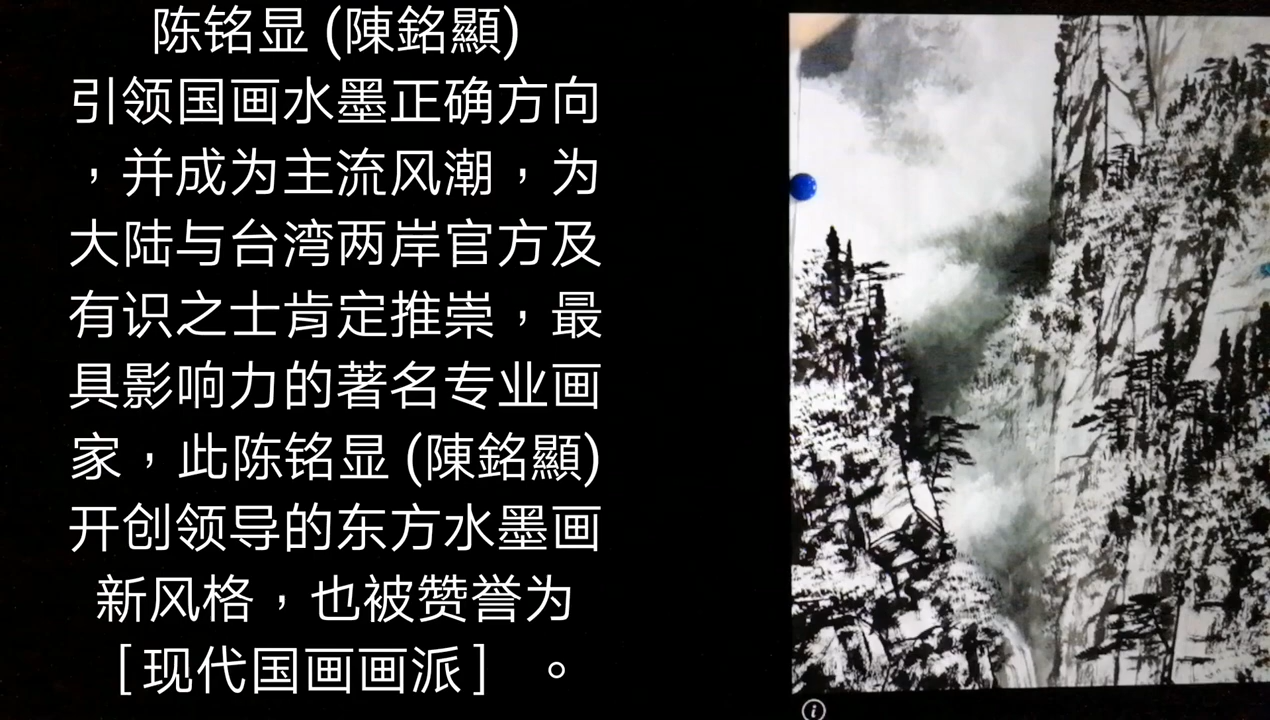 陈铭显 (陳銘顯)
引领国画水墨正确方向
，并成为主流风潮，为
大陆与台湾两岸官方及
有识之士肯定推崇，最
具影响力的著名专业画
家，此陈铭显 (陳銘顯)
开创领导的东方水墨画
新风格，也被赞誉为
［现代国画画派］ 。